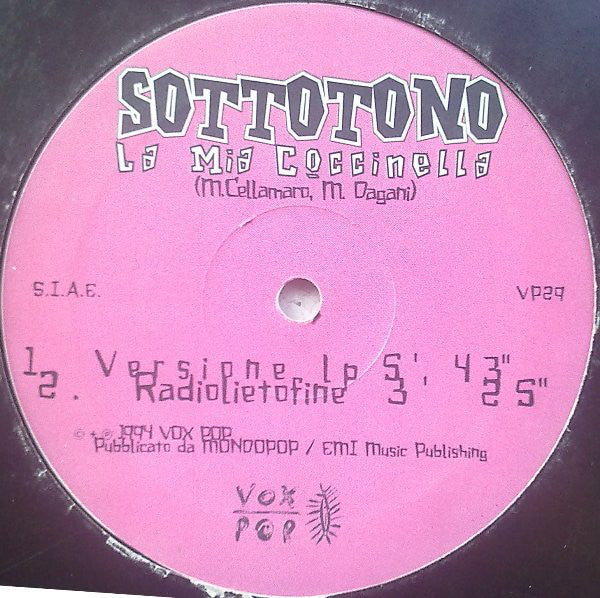 SOTTOTONO
La Mia Coccinella
(M.Cellamaro, M. Dagani)
S.I.A.E.
VP29
1. Versione lp 5'. 43"
2. Radiolietofine 3'. 25"
© + ℗ 1994 VOX POP
Pubblicato da MONDOPOP / EMI Music Publishing
VOX
POP